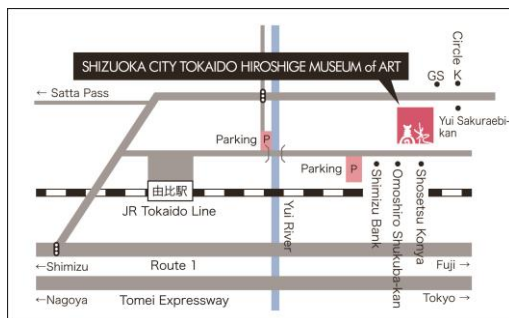 SHIZUOKA CITY TOKAIDO HIROSHIGE MUSEUM of ART
Circle K
GS
← Satta Pass
Yui Sakuraebi-
kan
Parking P
Parking P
由比駅
JR Tokaido Line
Yui River
Shimizu Bank
Omoshiro Shukuba-kan
Shosetsu Konya
←Shimizu
Route 1
Fuji →
←Nagoya
Tomei Expressway
Tokyo →